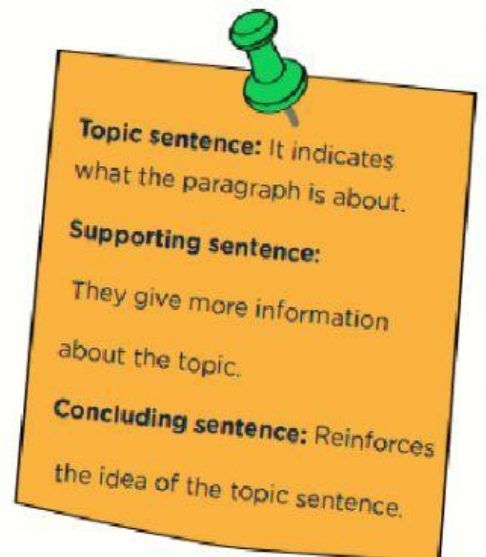 Topic sentence: It indicates
what the paragraph is about.
Supporting sentence:
They give more information
about the topic.
Concluding sentence: Reinforces
the idea of the topic sentence.